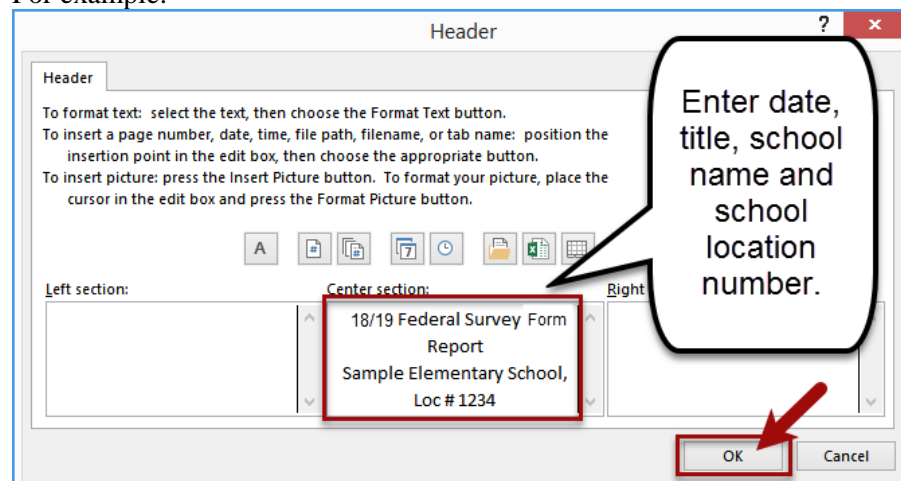 For example:
Header
?
×
Header
To format text: select the text, then choose the Format Text button.
To insert a page number, date, time, file path, filename, or tab name: position the
insertion point in the edit box, then choose the appropriate button.
To insert picture: press the Insert Picture button. To format your picture, place the
cursor in the edit box and press the Format Picture button.
A
#
#
7
Left section:
Center section:
Right
18/19 Federal Survey Form
Report
Sample Elementary School,
Loc # 1234
Enter date,
title, school
name and
school
location
number.
OK
Cancel